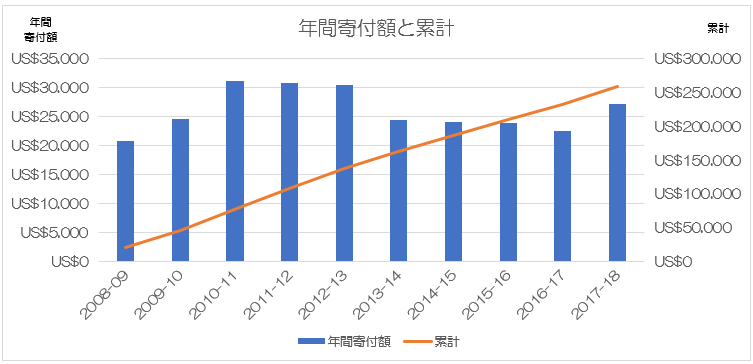 年間
寄付額
年間寄付額と累計
累計
US$35,000
US$30,000
US$25,000
US$20,000
US$15,000
US$10,000
US$5,000
US$0
US$300,000
US$250,000
US$200,000
US$150,000
US$100,000
US$50,000
US$0
2008-09
2009-10
2010-11
2011-12
2012-13
2013-14
2014-15
2015-16
2016-17
2017-18
年間寄付額
累計